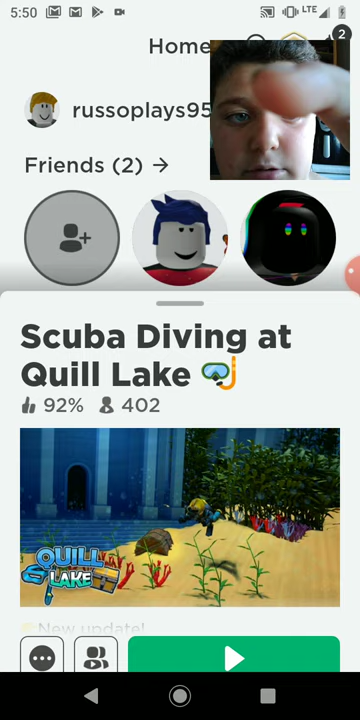 5:50
LTE
2
Home
russoplays95
Friends (2) →
Scuba Diving at
Quill Lake
92% 402
QUILL
LAKE
New update!